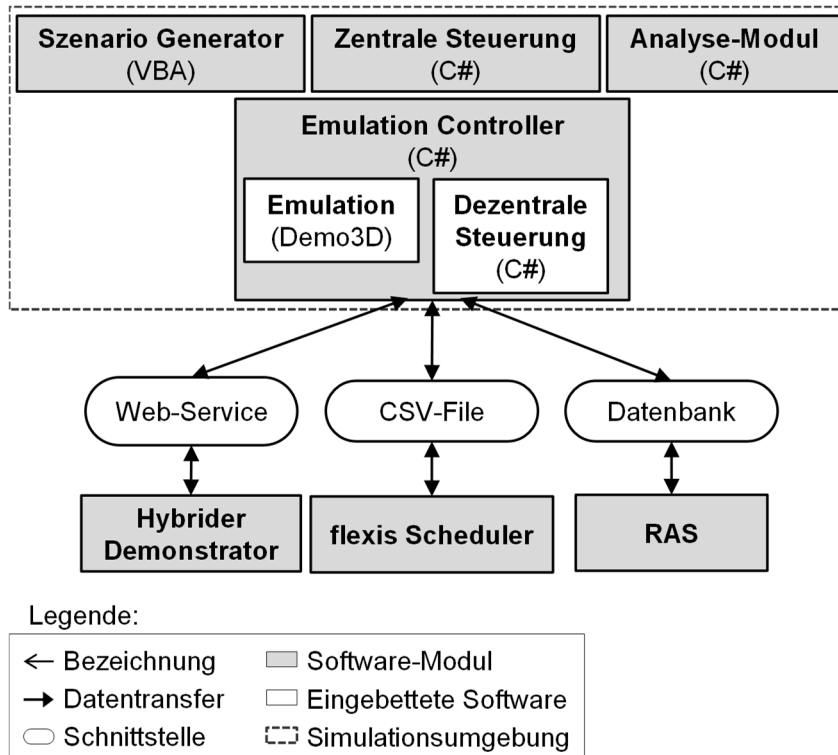 Szenario Generator
(VBA)
Zentrale Steuerung
(C#)
Analyse-Modul
(C#)
Emulation Controller
(C#)
Emulation
(Demo3D)
Dezentrale
Steuerung
(C#)
Web-Service
CSV-File
Datenbank
Hybrider
Demonstrator
flexis Scheduler
RAS
Legende:
Bezeichnung
Software-Modul
Datentransfer
Eingebettete Software
Schnittstelle
Simulationsumgebung